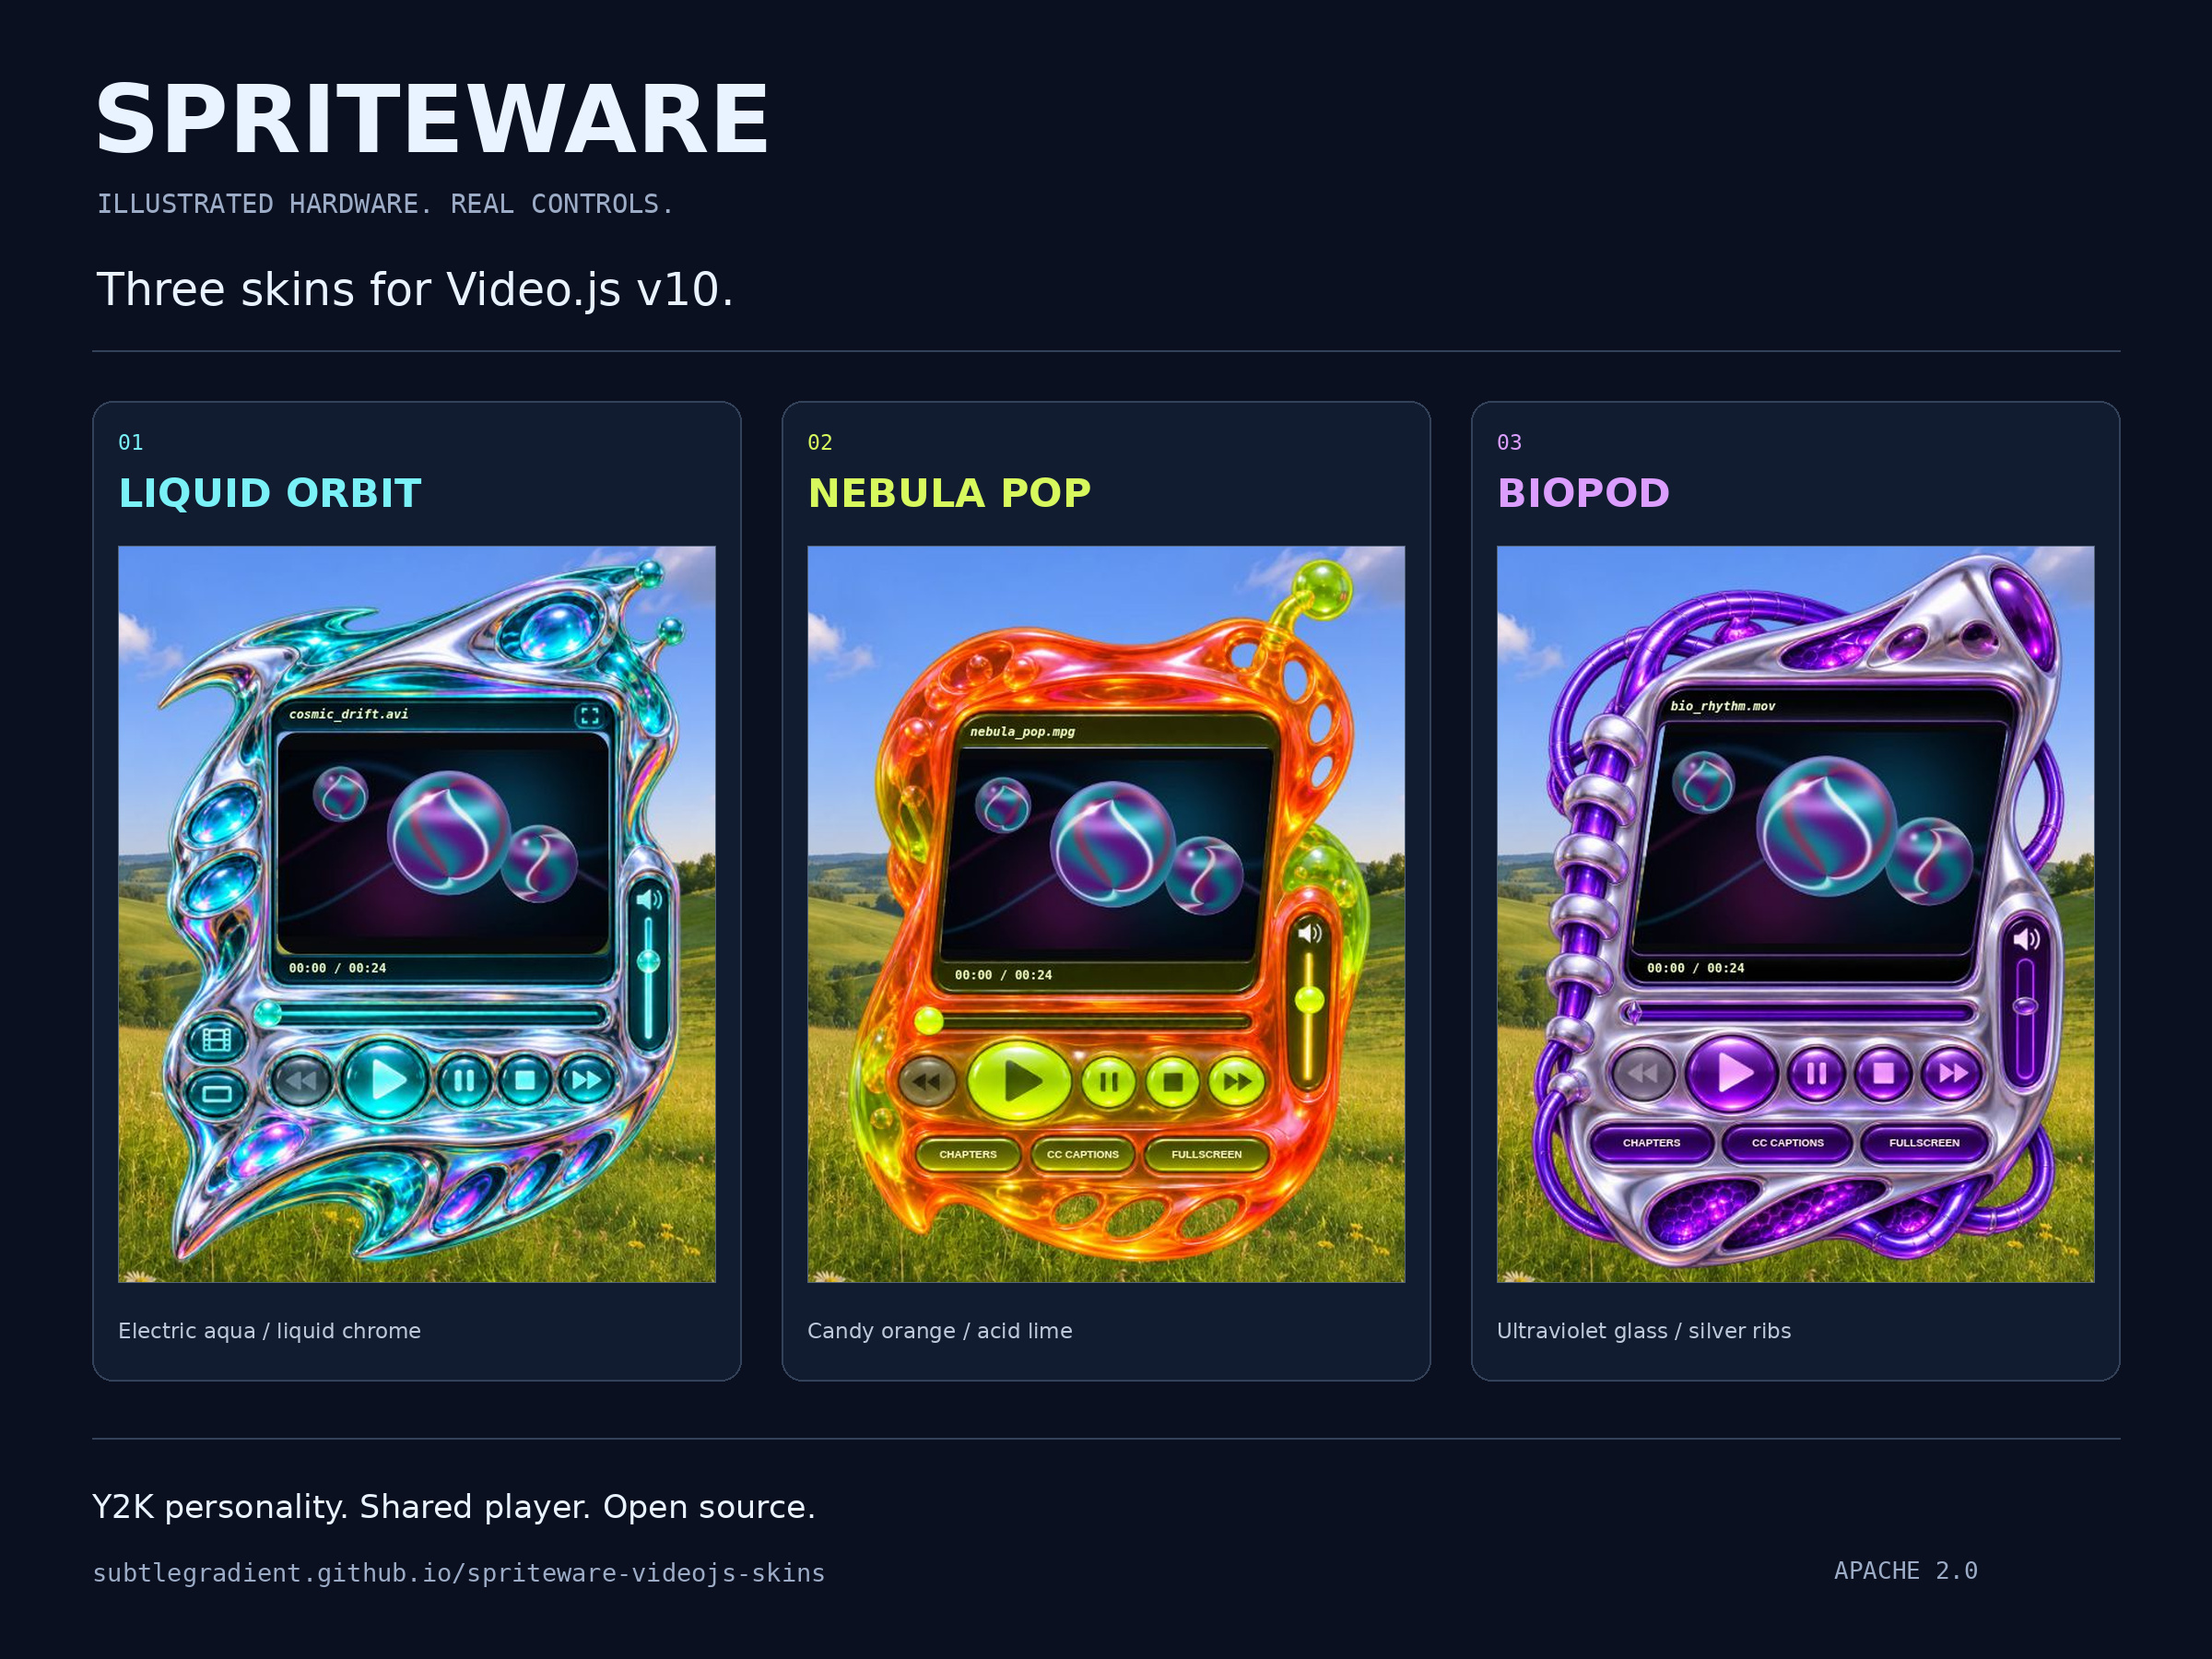 SPRITEWARE
ILLUSTRATED HARDWARE. REAL CONTROLS.
Three skins for Video.js v10.
01
LIQUID ORBIT
cosmic_drift.avi
00:00 / 00:24
Electric aqua / liquid chrome
02
NEBULA POP
nebula_pop.mpg
00:00 / 00:24
CHAPTERS
CC CAPTIONS
FULLSCREEN
Candy orange / acid lime
03
BIOPOD
bio_rhythm.mov
00:00 / 00:24
CHAPTERS
CC CAPTIONS
FULLSCREEN
Ultraviolet glass / silver ribs
Y2K personality. Shared player. Open source.
subtlegradient.github.io/spriteware-videojs-skins
APACHE 2.0